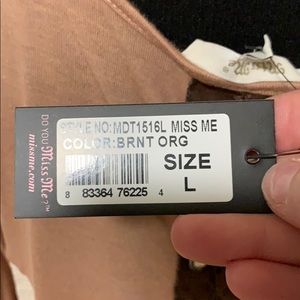 STYLE NO:MDT1516L MISS ME
COLOR:BRNT ORG
SIZE
L
8 83364 76225 4
DO YOU Miss Me?™
missme.com